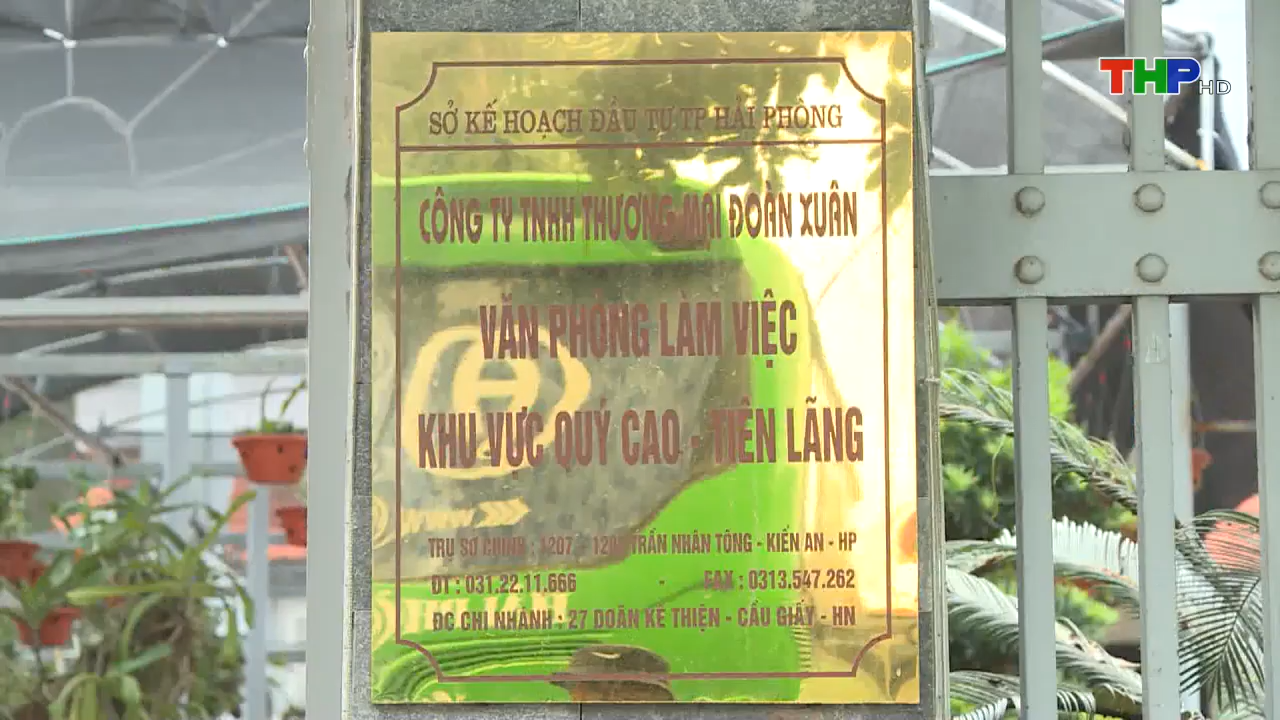 THP HD
SỞ KẾ HOẠCH ĐẦU TƯ TP HẢI PHÒNG
CÔNG TY TNHH THƯƠNG MẠI ĐOÀN XUÂN
VĂN PHÒNG LÀM VIỆC
KHU VỰC QUÝ CAO - TIÊN LÃNG
TRỤ SỞ CHÍNH : 1207 - TRẦN NHÂN TÔNG - KIẾN AN - HP
ĐT : 031.22.11.666 - FAX : 0313.547.262
ĐC CHI NHÁNH : 27 DOÃN KẾ THIỆN - CẦU GIẤY - HN